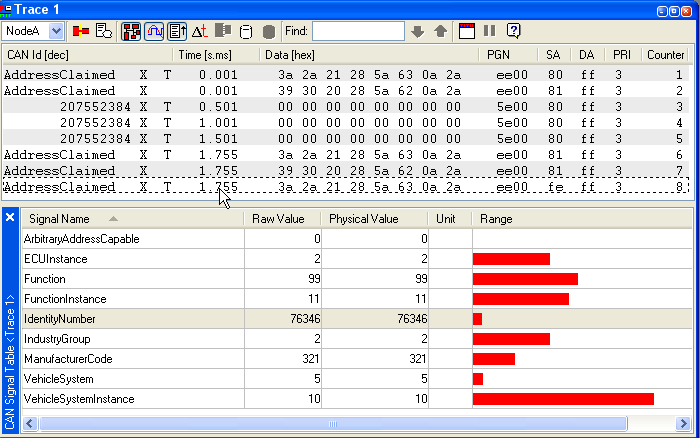 Trace 1
NodeA Find:
CAN Id [dec] Time [s.ms] Data [hex] PGN SA DA PRI Counter
AddressClaimed X T 0.001 3a 2a 21 28 5a 63 0a 2a ee00 80 ff 3 1
AddressClaimed X 0.001 39 30 20 28 5a 62 0a 2a ee00 81 ff 3 2
207552384 X T 0.501 00 00 00 00 00 00 00 00 5e00 80 ff 3 3
207552384 X T 1.001 00 00 00 00 00 00 00 00 5e00 80 ff 3 4
207552384 X T 1.501 00 00 00 00 00 00 00 00 5e00 80 ff 3 5
AddressClaimed X T 1.755 3a 2a 21 28 5a 63 0a 2a ee00 81 ff 3 6
AddressClaimed X 1.755 39 30 20 28 5a 62 0a 2a ee00 81 ff 3 7
AddressClaimed X T 1.755 3a 2a 21 28 5a 63 0a 2a ee00 fe ff 3 8
CAN Signal Table <Trace 1>
Signal Name Raw Value Physical Value Unit Range
ArbitraryAddressCapable 0 0
ECUInstance 2 2
Function 99 99
FunctionInstance 11 11
IdentityNumber 76346 76346
IndustryGroup 2 2
ManufacturerCode 321 321
VehicleSystem 5 5
VehicleSystemInstance 10 10